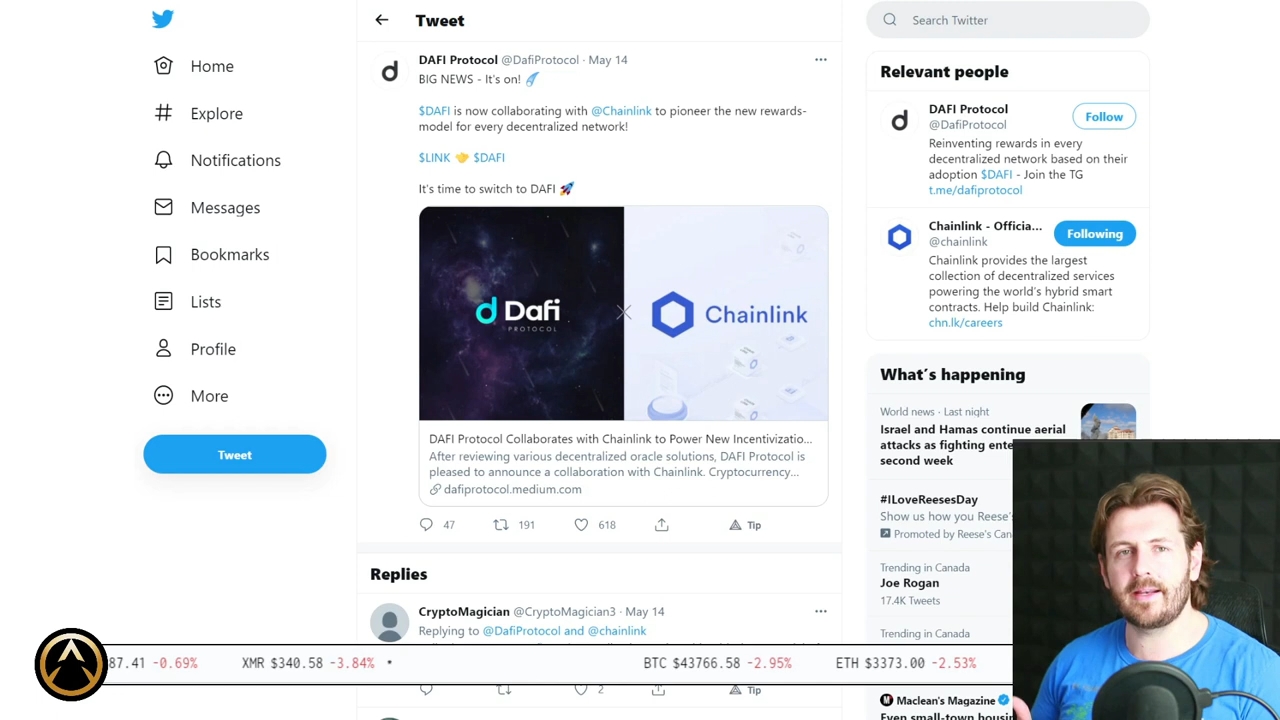 Home
Explore
Notifications
Messages
Bookmarks
Lists
Profile
More
Tweet
Tweet
DAFI Protocol @DafiProtocol · May 14
BIG NEWS - It's on!
$DAFI is now collaborating with @Chainlink to pioneer the new rewards-
model for every decentralized network!
$LINK 🤝 $DAFI
It's time to switch to DAFI 🚀
Dafi
PROTOCOL
Chainlink
DAFI Protocol Collaborates with Chainlink to Power New Incentivizatio...
After reviewing various decentralized oracle solutions, DAFI Protocol is
pleased to announce a collaboration with Chainlink. Cryptocurrency...
dafiprotocol.medium.com
47 191 618 Tip
Replies
CryptoMagician @CryptoMagician3 · May 14
Replying to @DafiProtocol and @chainlink
2 Tip
Search Twitter
Relevant people
DAFI Protocol
@DafiProtocol
Follow
Reinventing rewards in every
decentralized network based on their
adoption $DAFI - Join the TG
t.me/dafiprotocol
Chainlink - Officia...
@chainlink
Following
Chainlink provides the largest
collection of decentralized services
powering the world's hybrid smart
contracts. Help build Chainlink:
chn.lk/careers
What's happening
World news · Last night
Israel and Hamas continue aerial
attacks as fighting ente
second week
#ILoveReesesDay
Show us how you Reese's
Promoted by Reese's Can
Trending in Canada
Joe Rogan
17.4K Tweets
Trending in Canada
Maclean's Magazine
Even small-town housin
87.41 -0.69% XMR $340.58 -3.84% • BTC $43766.58 -2.95% ETH $3373.00 -2.53%